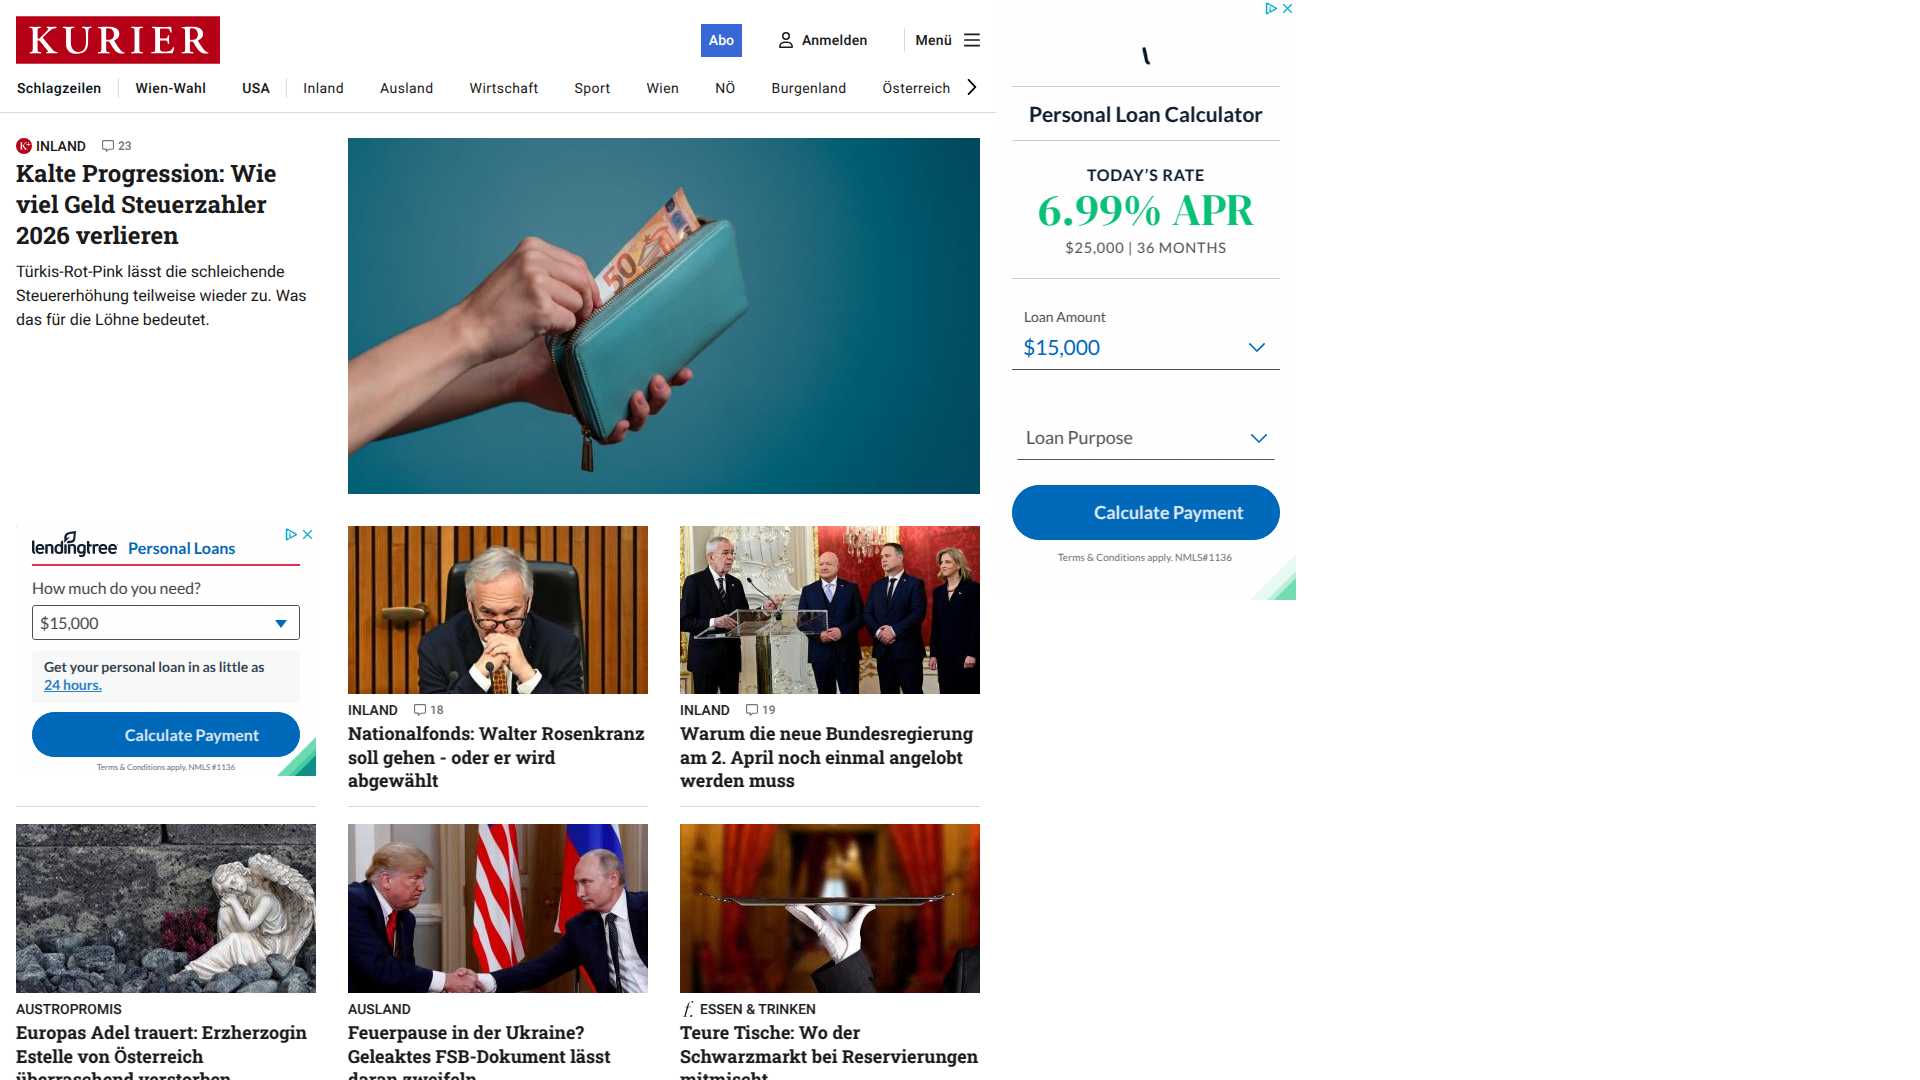 KURIER
Abo
Anmelden
Menü
Schlagzeilen
Wien-Wahl
USA
Inland
Ausland
Wirtschaft
Sport
Wien
NÖ
Burgenland
Österreich
K+ INLAND 23
Kalte Progression: Wie
viel Geld Steuerzahler
2026 verlieren
Türkis-Rot-Pink lässt die schleichende
Steuererhöhung teilweise wieder zu. Was
das für die Löhne bedeutet.
50
Personal Loan Calculator
TODAY'S RATE
6.99% APR
$25,000 | 36 MONTHS
Loan Amount
$15,000
Loan Purpose
Calculate Payment
Terms & Conditions apply. NMLS#1136
lendingtree Personal Loans
How much do you need?
$15,000
Get your personal loan in as little as
24 hours.
Calculate Payment
Terms & Conditions apply. NMLS #1136
INLAND 18
Nationalfonds: Walter Rosenkranz
soll gehen - oder er wird
abgewählt
INLAND 19
Warum die neue Bundesregierung
am 2. April noch einmal angelobt
werden muss
AUSTROPROMIS
Europas Adel trauert: Erzherzogin
Estelle von Österreich
überraschend verstorben
AUSLAND
Feuerpause in der Ukraine?
Geleaktes FSB-Dokument lässt
daran zweifeln
f. ESSEN & TRINKEN
Teure Tische: Wo der
Schwarzmarkt bei Reservierungen
mitmischt